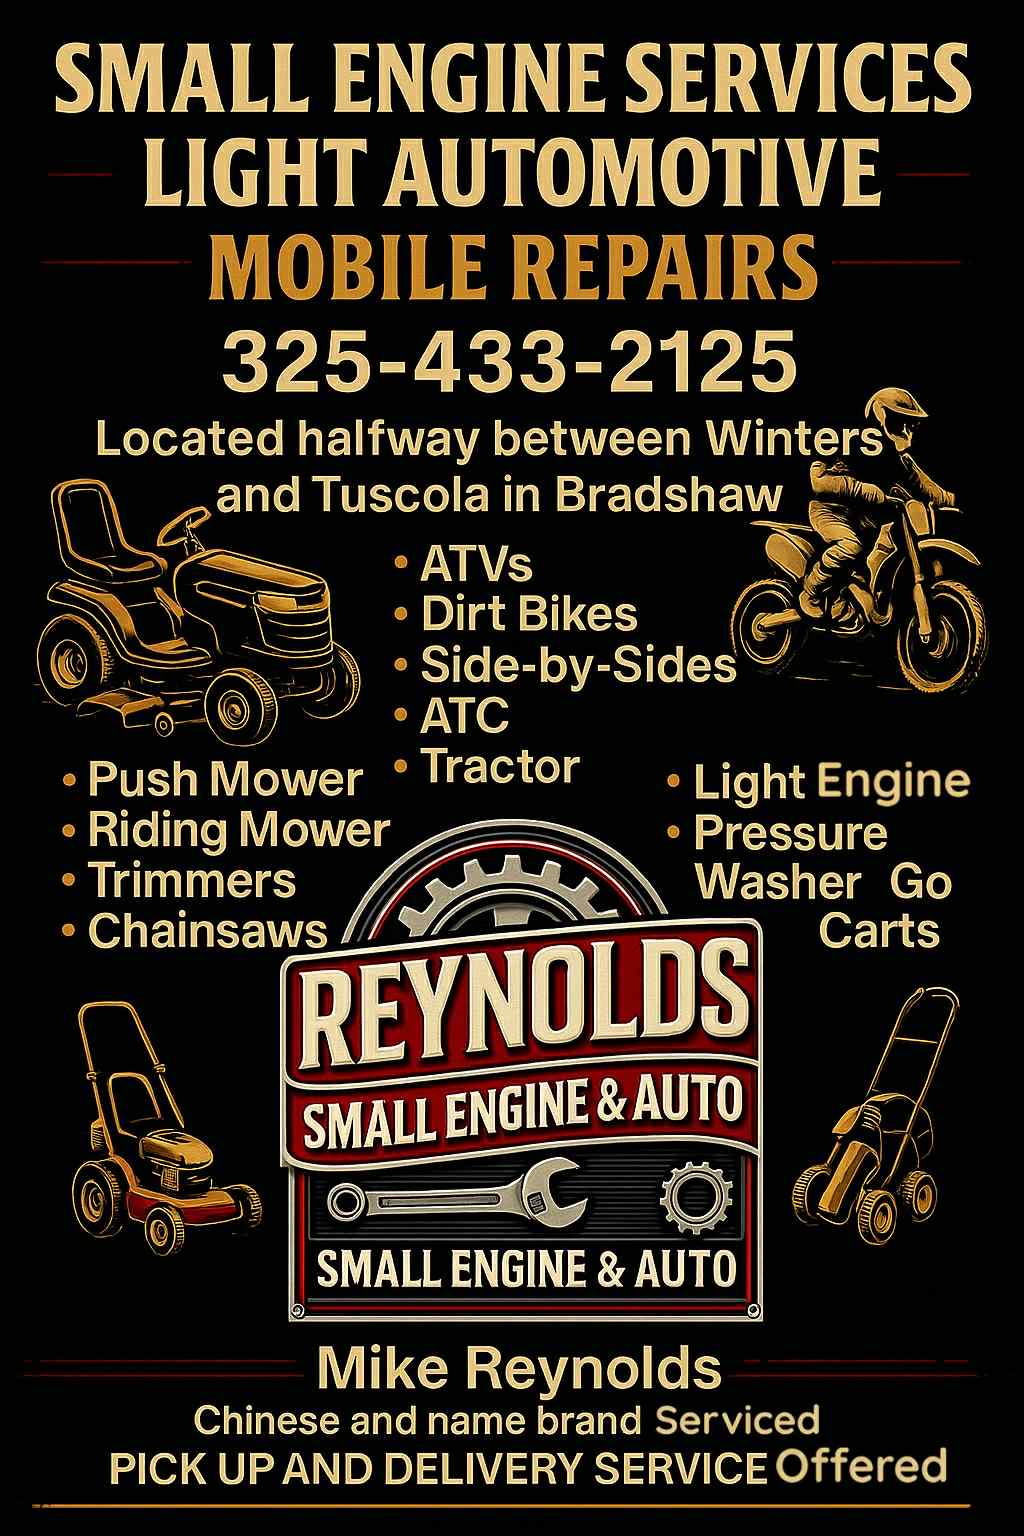 SMALL ENGINE SERVICES
LIGHT AUTOMOTIVE
MOBILE REPAIRS
325-433-2125
Located halfway between Winters
and Tuscola in Bradshaw
• ATVs
• Dirt Bikes
• Side-by-Sides
• ATC
• Tractor
• Push Mower
• Riding Mower
• Trimmers
• Chainsaws
• Light Engine
• Pressure
Washer Go
Carts
REYNOLDS
SMALL ENGINE & AUTO
SMALL ENGINE & AUTO
Mike Reynolds
Chinese and name brand Serviced
PICK UP AND DELIVERY SERVICE Offered